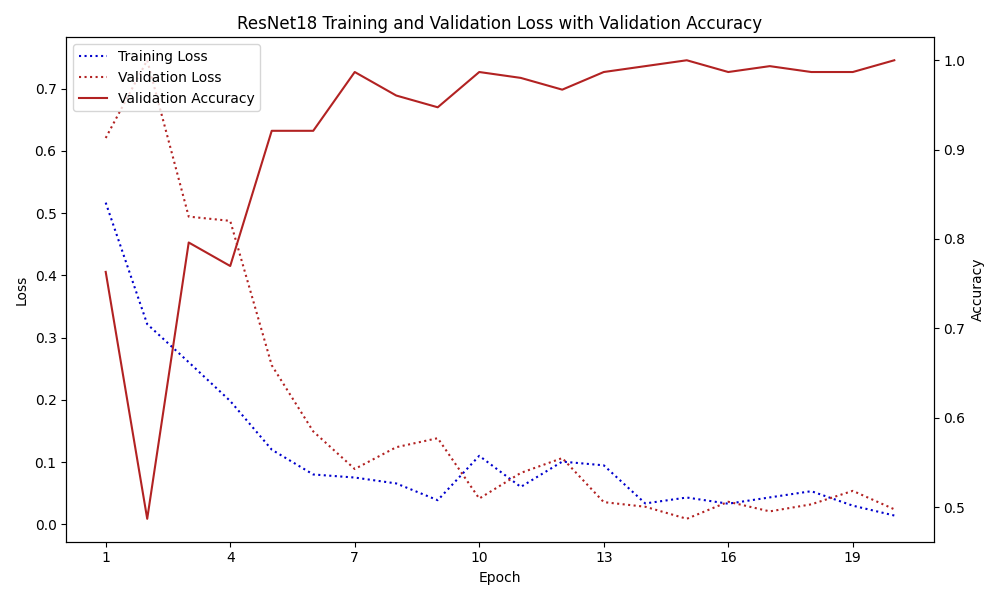 ResNet18 Training and Validation Loss with Validation Accuracy
Training Loss
Validation Loss
Validation Accuracy
0.7
0.6
0.5
0.4
0.3
0.2
0.1
0.0
Loss
1.0
0.9
0.8
0.7
0.6
0.5
Accuracy
1 4 7 10 13 16 19
Epoch